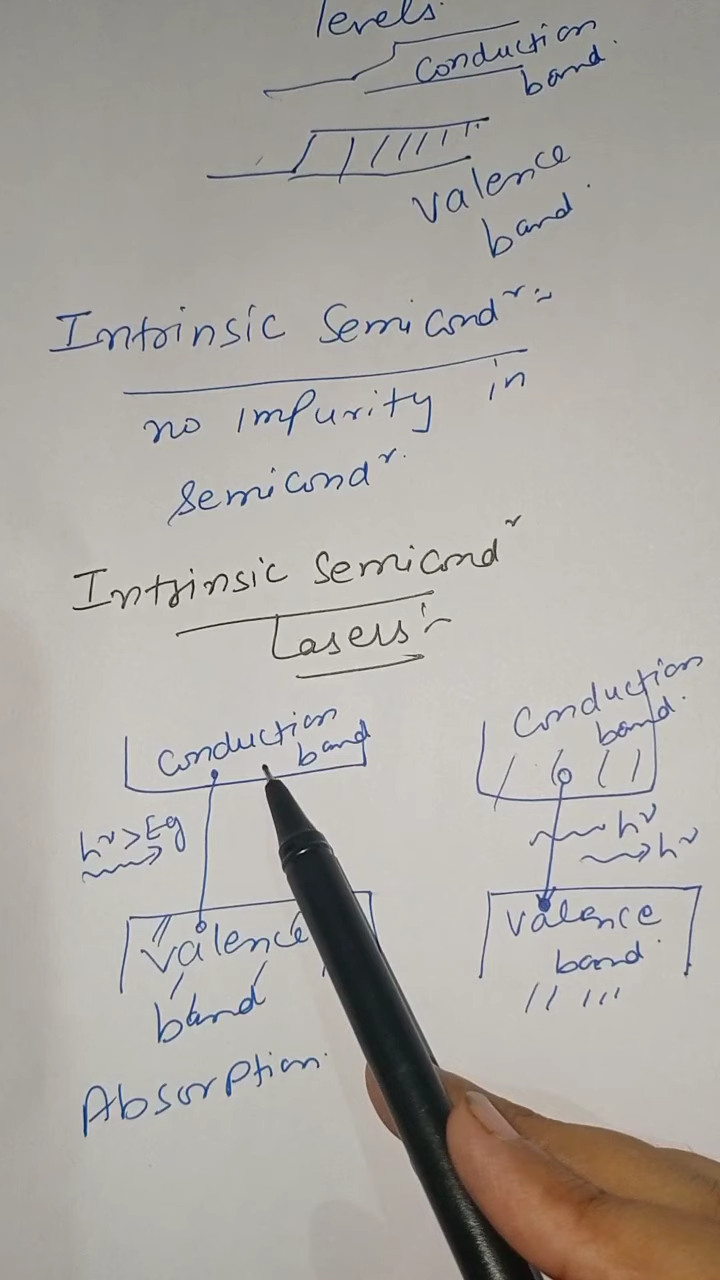 levels.
Conduction
band.
Valence
band.
Intrinsic Semicondʳ :-
no impurity in
Semicondʳ.
Intrinsic Semicondʳ
Lasers :-
Conduction
band
hν > Eg
Valence
band
Absorption.
Conduction
band.
hν
hν
Valence
band.